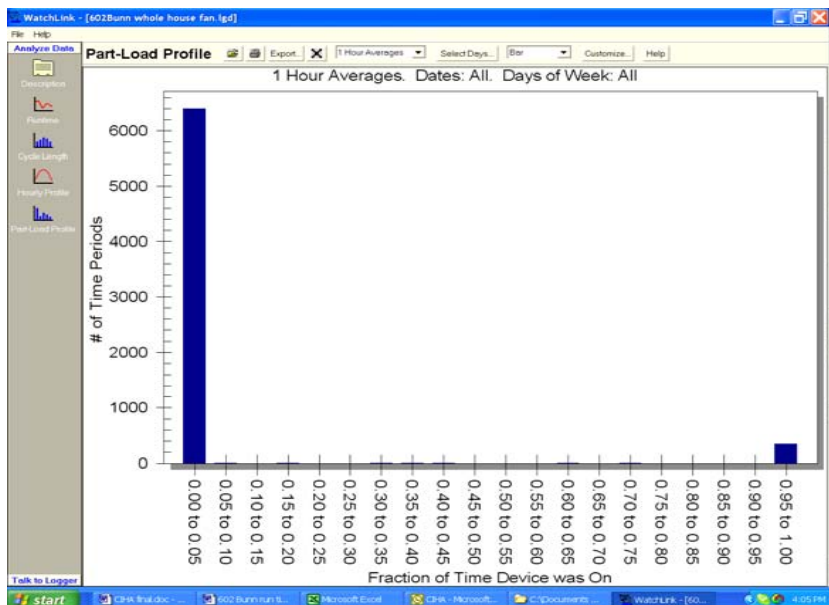 WatchLink - [602Bunn whole house fan.lgd]
File Help
Analyze Data
Description
Runtime
Cycle Length
Hourly Profile
Part-Load Profile
Talk to Logger
Part-Load Profile
Export...
1 Hour Averages
Select Days...
Bar
Customize...
Help
1 Hour Averages. Dates: All. Days of Week: All
# of Time Periods
6000
5000
4000
3000
2000
1000
0
0.00 to 0.05
0.05 to 0.10
0.10 to 0.15
0.15 to 0.20
0.20 to 0.25
0.25 to 0.30
0.30 to 0.35
0.35 to 0.40
0.40 to 0.45
0.45 to 0.50
0.50 to 0.55
0.55 to 0.60
0.60 to 0.65
0.65 to 0.70
0.70 to 0.75
0.75 to 0.80
0.80 to 0.85
0.85 to 0.90
0.90 to 0.95
0.95 to 1.00
Fraction of Time Device was On
start
CIHA final.doc - ...
602 Bunn run ti...
Microsoft Excel
CIHA - Microsoft...
C:\Documents ...
WatchLink - [60...
4:05 PM